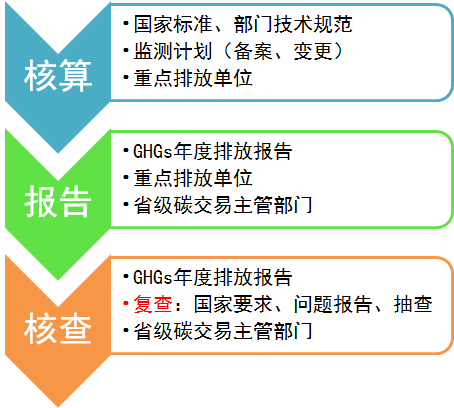 核算
•国家标准、部门技术规范
•监测计划（备案、变更）
•重点排放单位
报告
•GHGs年度排放报告
•重点排放单位
•省级碳交易主管部门
核查
•GHGs年度排放报告
•复查：国家要求、问题报告、抽查
•省级碳交易主管部门